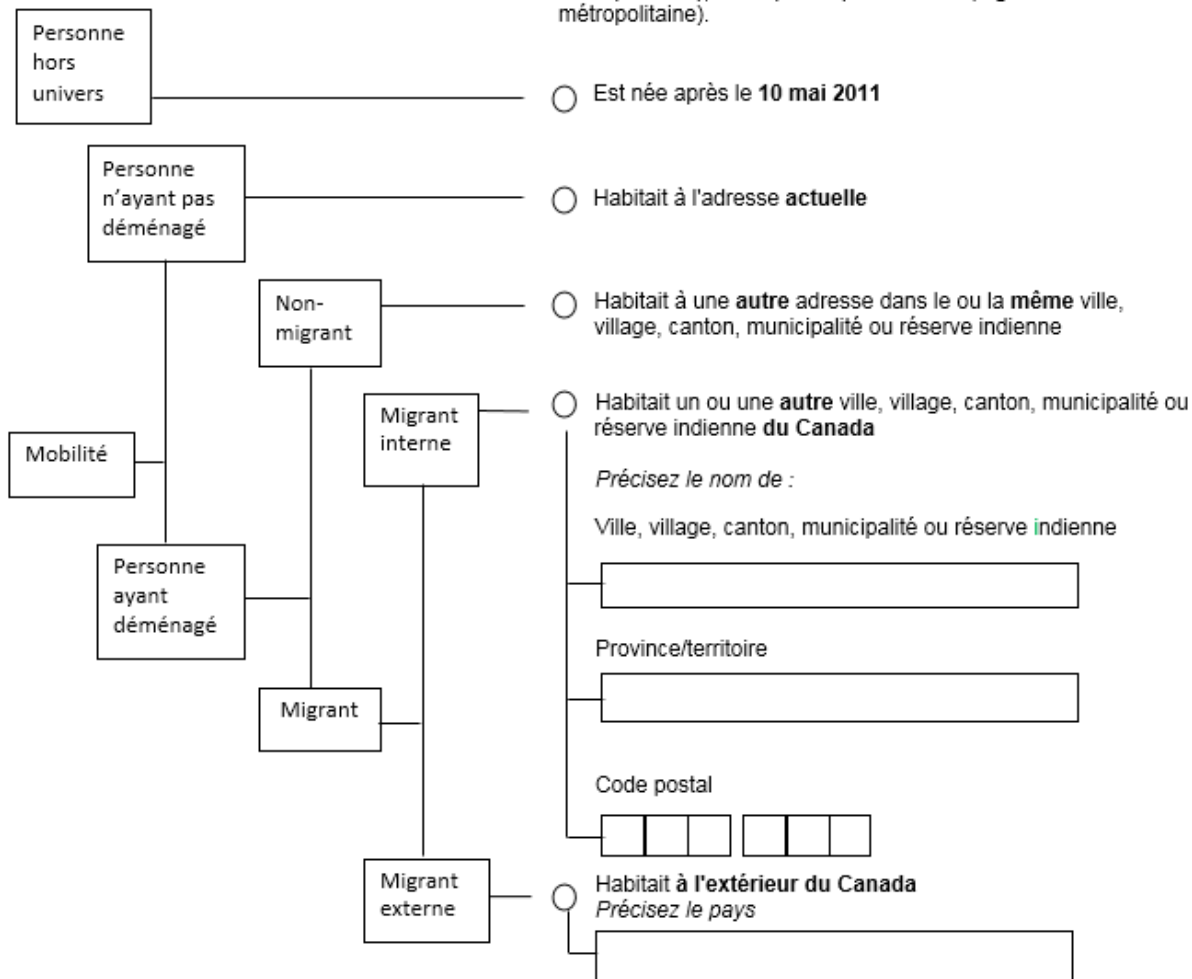 métropolitaine).
Personne
hors
univers
Est née après le 10 mai 2011
Personne
n'ayant pas
déménagé
Habitait à l'adresse actuelle
Non-
migrant
Habitait à une autre adresse dans le ou la même ville,
village, canton, municipalité ou réserve indienne
Migrant
interne
Habitait un ou une autre ville, village, canton, municipalité ou
réserve indienne du Canada
Mobilité
Précisez le nom de :
Ville, village, canton, municipalité ou réserve indienne
Personne
ayant
déménagé
Province/territoire
Migrant
Code postal
Migrant
externe
Habitait à l'extérieur du Canada
Précisez le pays